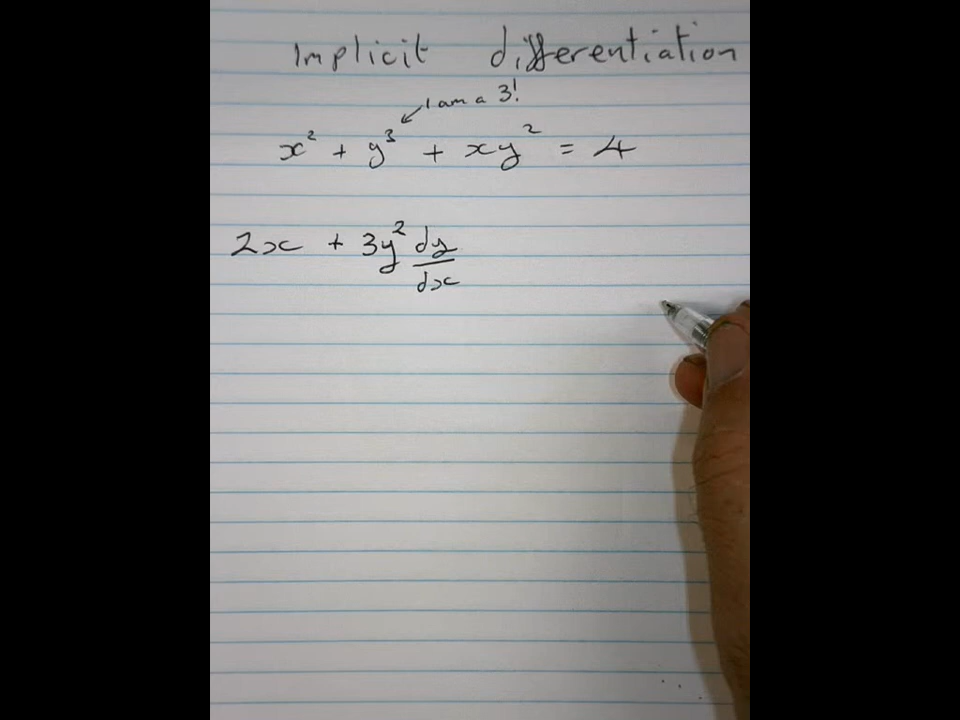 Implicit differentiation
I am a 3!
x² + y³ + xy² = 4
2x + 3y² dy/dx